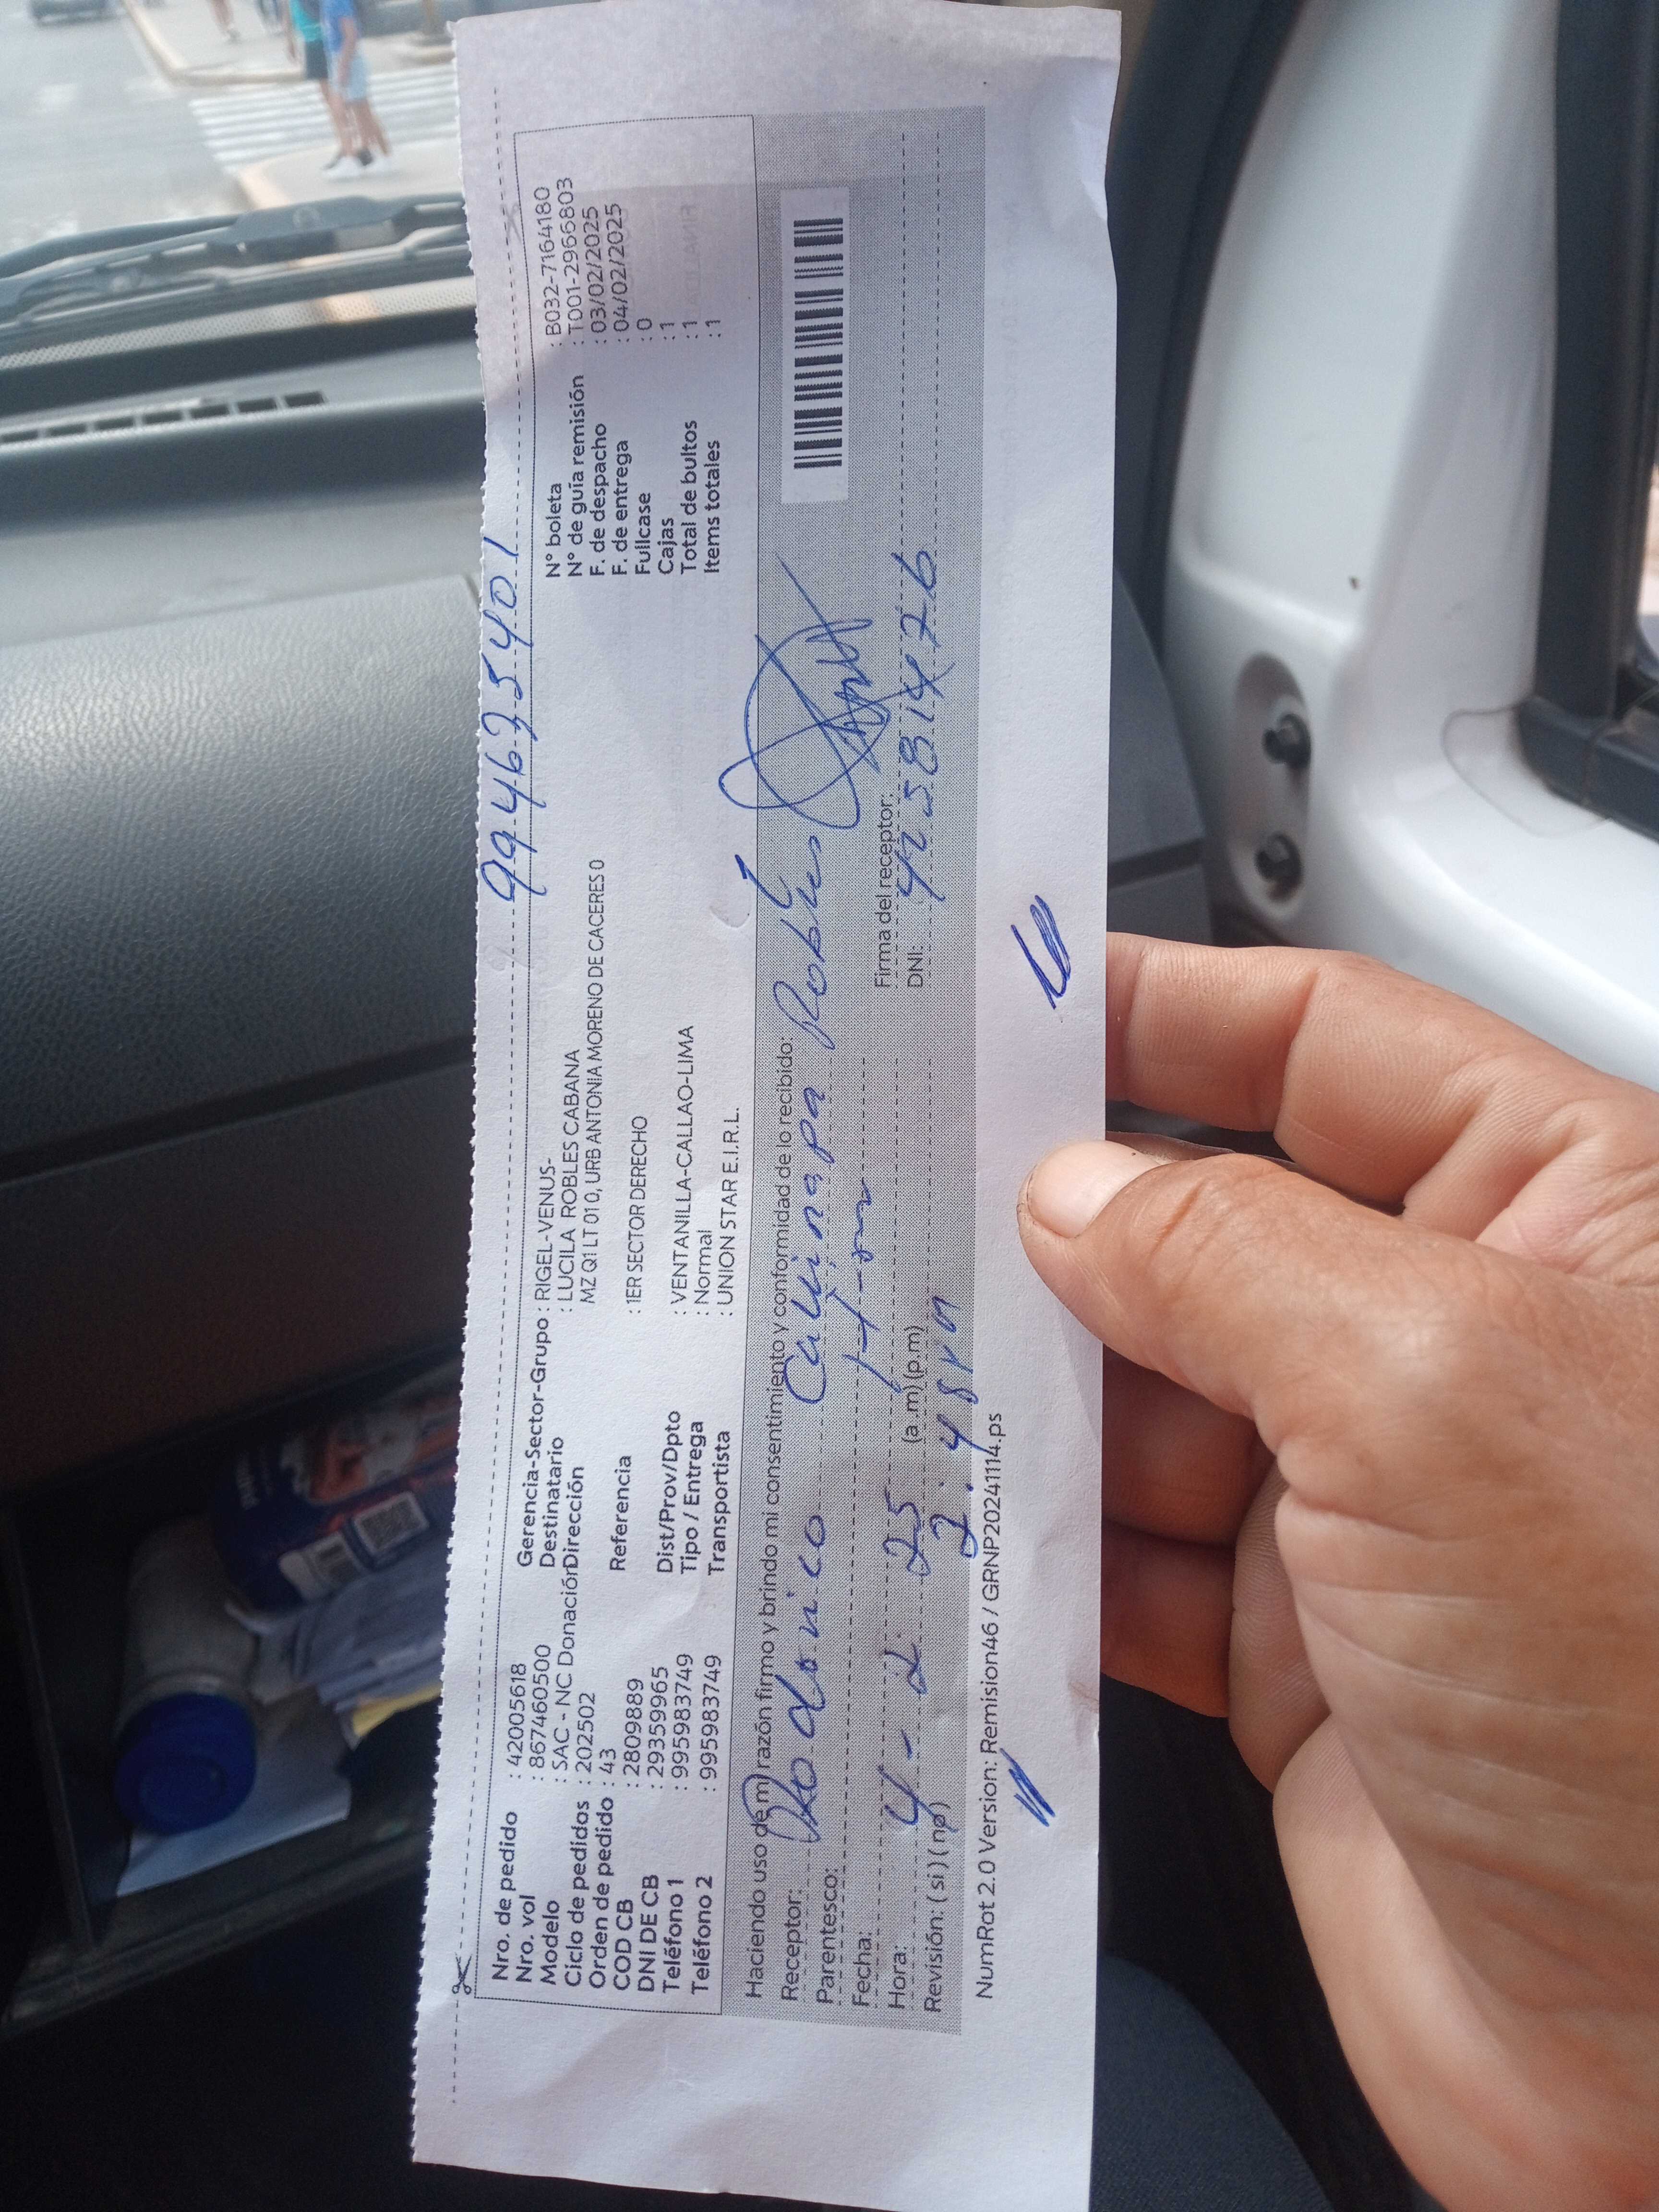 994673401
Nro. de pedido : 42005618
Nro. vol : 867460500
Modelo : SAC - NC Donación
Ciclo de pedidos : 202502
Orden de pedido : 43
COD CB : 2809889
DNI DE CB : 29359965
Teléfono 1 : 995983749
Teléfono 2 : 995983749
Gerencia-Sector-Grupo : RIGEL-VENUS-
Destinatario : LUCILA ROBLES CABANA
Dirección MZ Q1 LT 01 0, URB ANTONIA MORENO DE CACERES 0
Referencia : 1ER SECTOR DERECHO
Dist/Prov/Dpto : VENTANILLA-CALLAO-LIMA
Tipo / Entrega : Normal
Transportista : UNION STAR E.I.R.L.
N° boleta : B032-7164180
N° de guía remisión : T001-2966803
F. de despacho : 03/02/2025
F. de entrega : 04/02/2025
Fullcase : 0
Cajas : 1
Total de bultos : 1
Items totales : 1
Haciendo uso de mi razón firmo y brindo mi consentimiento y conformidad de lo recibido:
Receptor: Calinapa Robles
Parentesco:
Fecha: 4 - 2 25
Hora: (a.m) (p.m) 2:48
Revisión: (si) (no)
Firma del receptor:
DNI: 42581476
NumRot 2.0 Version: Remision46 / GRNP20241114.ps